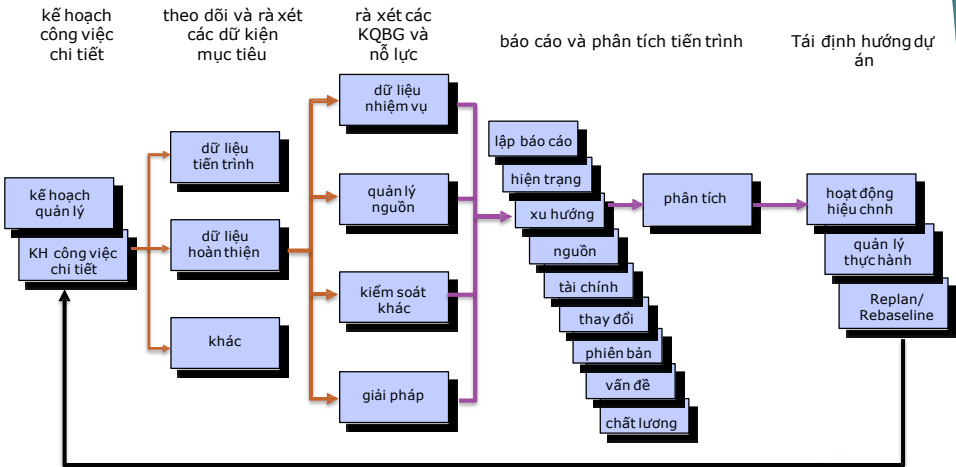 kế hoạch
công việc
chi tiết
theo dõi và rà xét
các dữ kiện
mục tiêu
rà xét các
KQBG và
nỗ lực
báo cáo và phân tích tiến trình
Tái định hướng dự
án
kế hoạch
quản lý
KH công việc
chi tiết
dữ liệu
tiến trình
dữ liệu
hoàn thiện
khác
dữ liệu
nhiệm vụ
quản lý
nguồn
kiểm soát
khác
giải pháp
lập báo cáo
hiện trạng
xu hướng
nguồn
tài chính
thay đổi
phiên bản
vấn đề
chất lương
phân tích
hoạt động
hiệu chnh
quản lý
thực hành
Replan/
Rebaseline